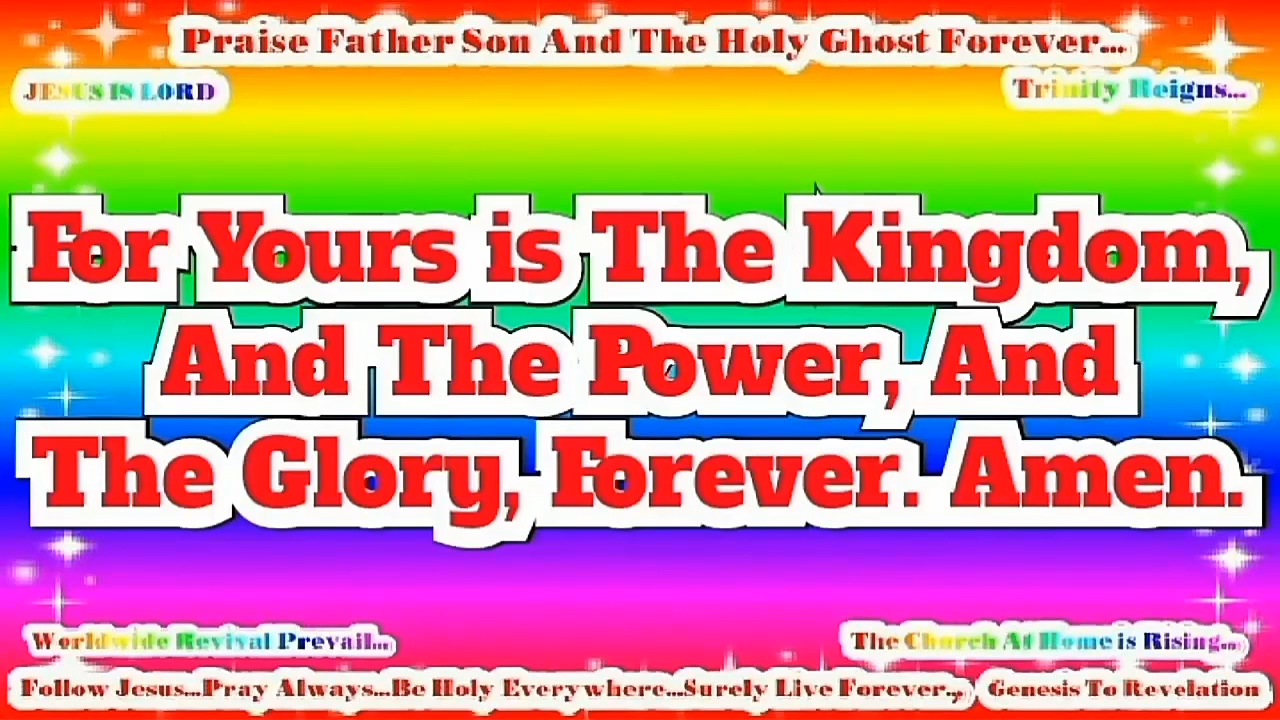 Praise Father Son And The Holy Ghost Forever...
JESUS IS LORD
Trinity Reigns...
For Yours is The Kingdom,
And The Power, And
The Glory, Forever. Amen.
Worldwide Revival Prevail...
The Church At Home is Rising...
Follow Jesus...Pray Always...Be Holy Everywhere...Surely Live Forever..,
Genesis To Revelation